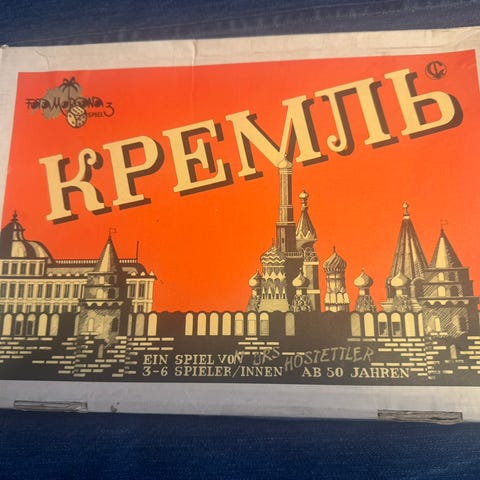 Fata Morgana
SPIEL 3
КРЕМЛЬ
EIN SPIEL VON URS HOSTETTLER
3-6 SPIELER/INNEN AB 50 JAHREN